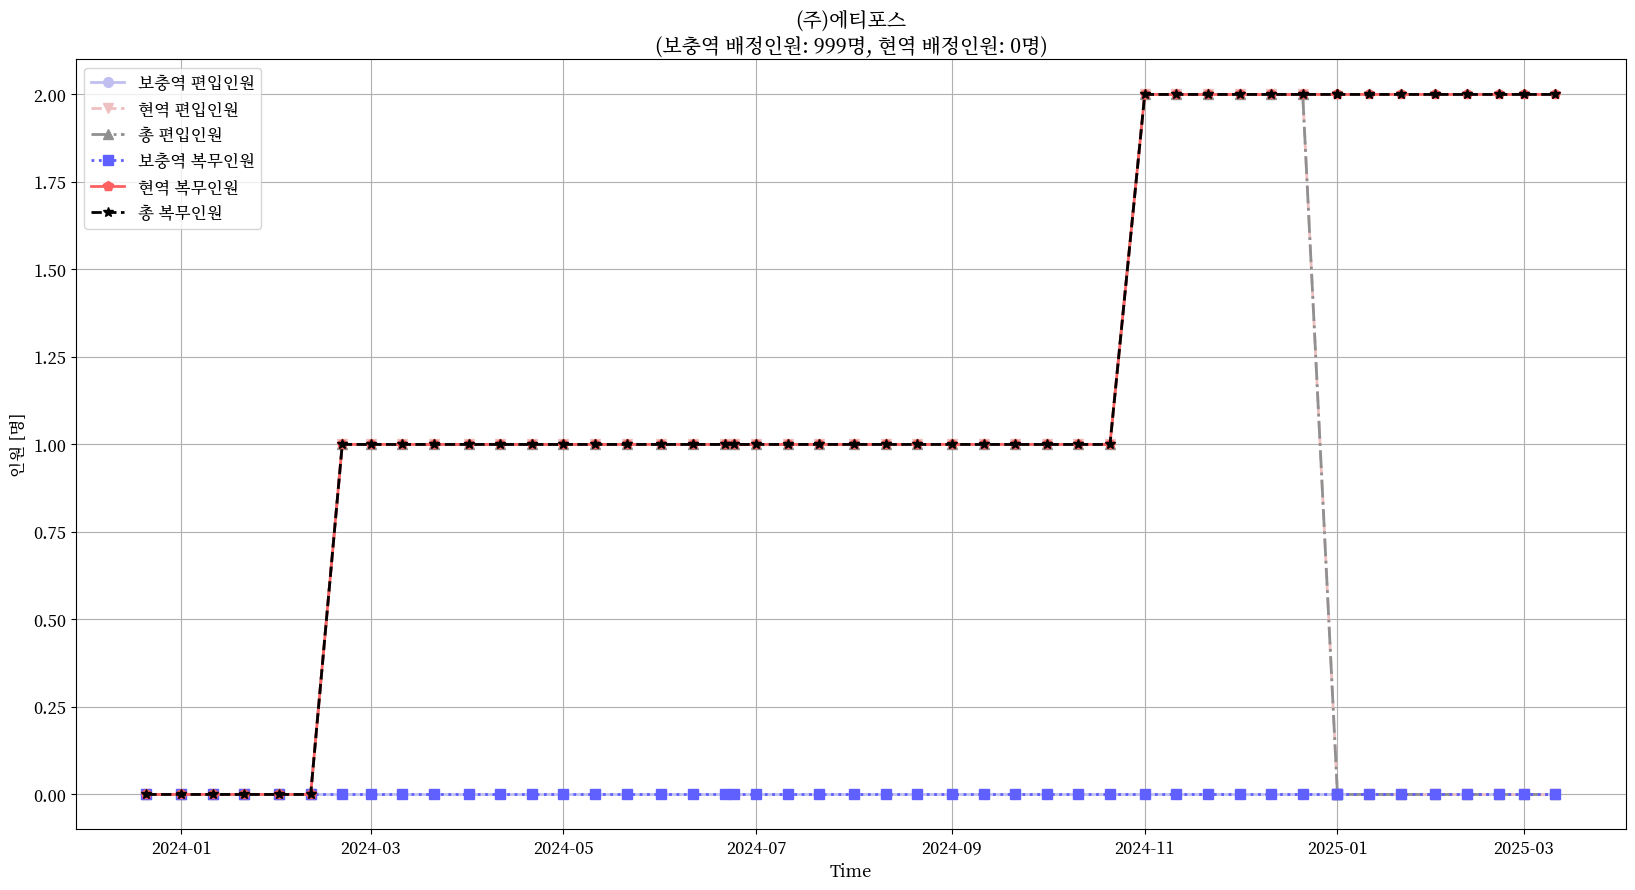 (주)에티포스
(보충역 배정인원: 999명, 현역 배정인원: 0명)
보충역 편입인원
현역 편입인원
총 편입인원
보충역 복무인원
현역 복무인원
총 복무인원
인원 [명]
2.00
1.75
1.50
1.25
1.00
0.75
0.50
0.25
0.00
2024-01 2024-03 2024-05 2024-07 2024-09 2024-11 2025-01 2025-03
Time